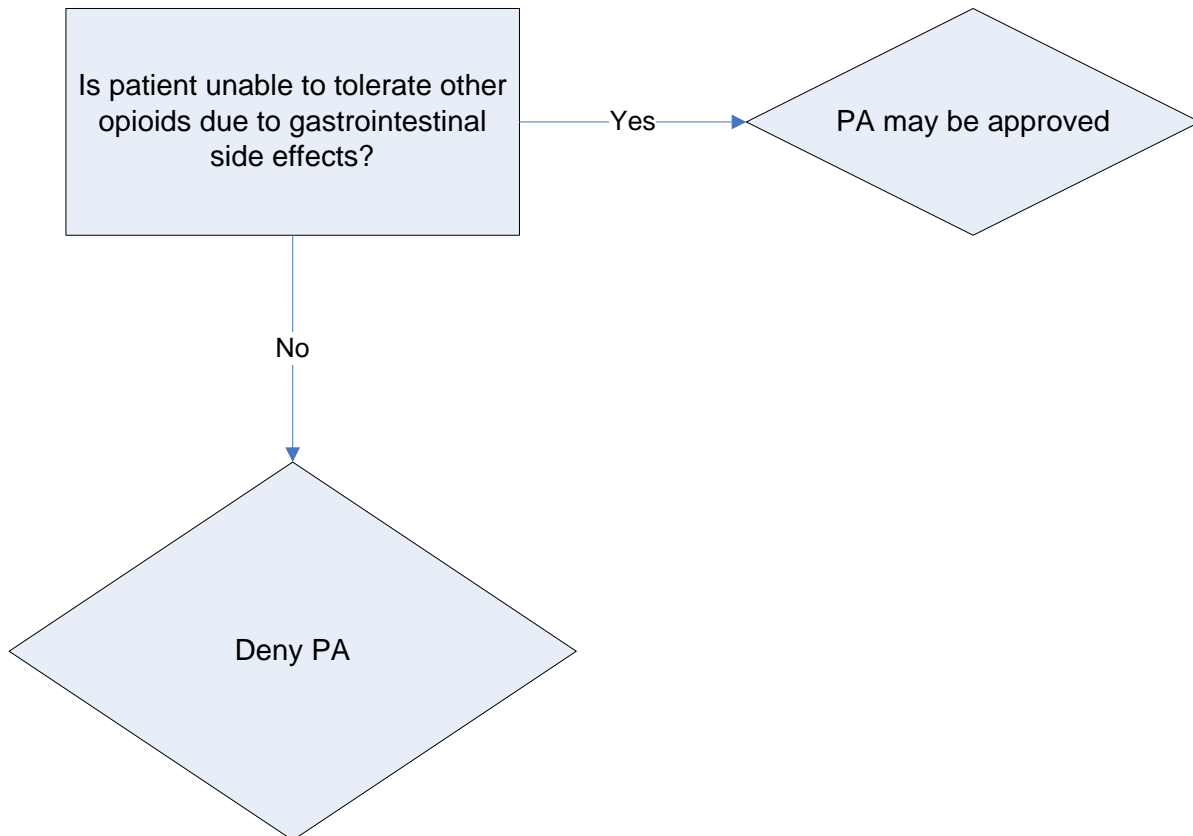 Is patient unable to tolerate other
opioids due to gastrointestinal
side effects?
Yes
PA may be approved
No
Deny PA